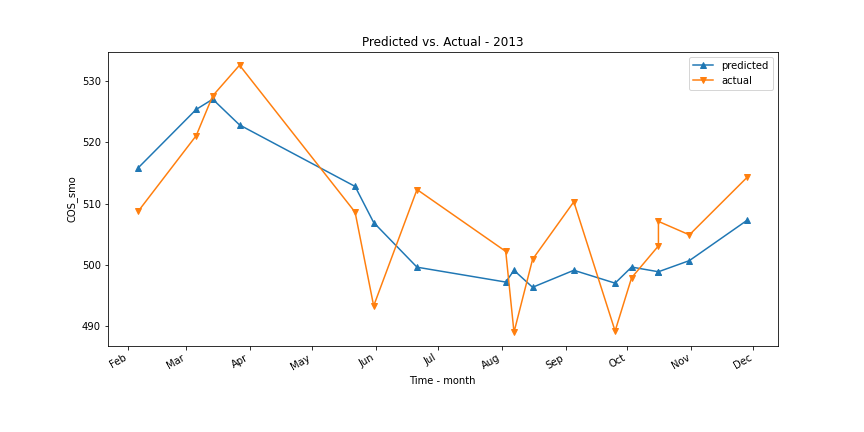 Predicted vs. Actual - 2013
predicted
actual
COS_smo
530
520
510
500
490
Feb
Mar
Apr
May
Jun
Jul
Aug
Sep
Oct
Nov
Dec
Time - month